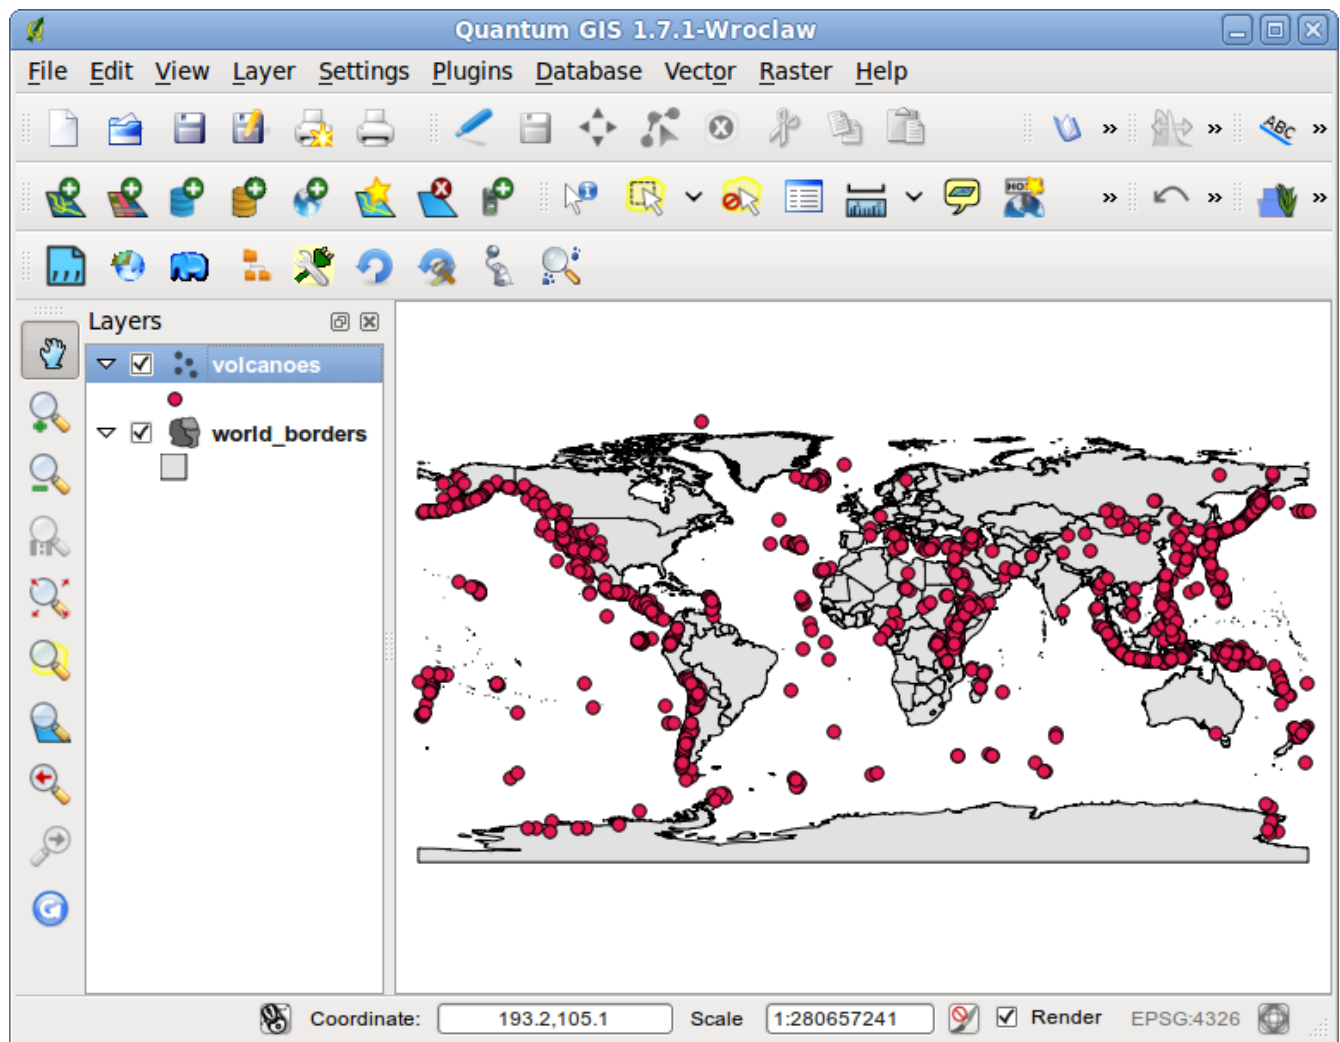 Quantum GIS 1.7.1-Wroclaw
File Edit View Layer Settings Plugins Database Vector Raster Help
ABC
Layers
volcanoes
world_borders
Coordinate: 193.2,105.1 Scale 1:280657241 Render EPSG:4326